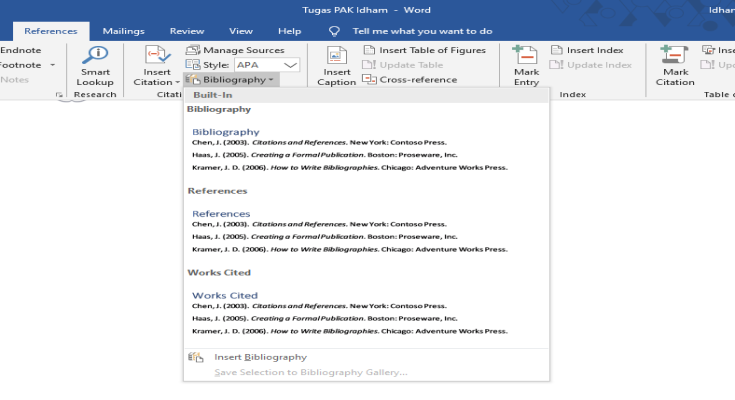 Tugas PAK Idham - Word
Idham
References Mailings Review View Help Tell me what you want to do
Endnote
Footnote
Notes
Smart
Lookup
Research
Insert
Citation
Manage Sources
Style: APA
Bibliography
Citati
Insert
Caption
Insert Table of Figures
Update Table
Cross-reference
Mark
Entry
Insert Index
Update Index
Index
Mark
Citation
Inse
Upd
Table o
Built-In
Bibliography
Bibliography
Chen, J. (2003). Citations and References. New York: Contoso Press.
Haas, J. (2005). Creating a Formal Publication. Boston: Proseware, Inc.
Kramer, J. D. (2006). How to Write Bibliographies. Chicago: Adventure Works Press.
References
References
Chen, J. (2003). Citations and References. New York: Contoso Press.
Haas, J. (2005). Creating a Formal Publication. Boston: Proseware, Inc.
Kramer, J. D. (2006). How to Write Bibliographies. Chicago: Adventure Works Press.
Works Cited
Works Cited
Chen, J. (2003). Citations and References. New York: Contoso Press.
Haas, J. (2005). Creating a Formal Publication. Boston: Proseware, Inc.
Kramer, J. D. (2006). How to Write Bibliographies. Chicago: Adventure Works Press.
Insert Bibliography
Save Selection to Bibliography Gallery...